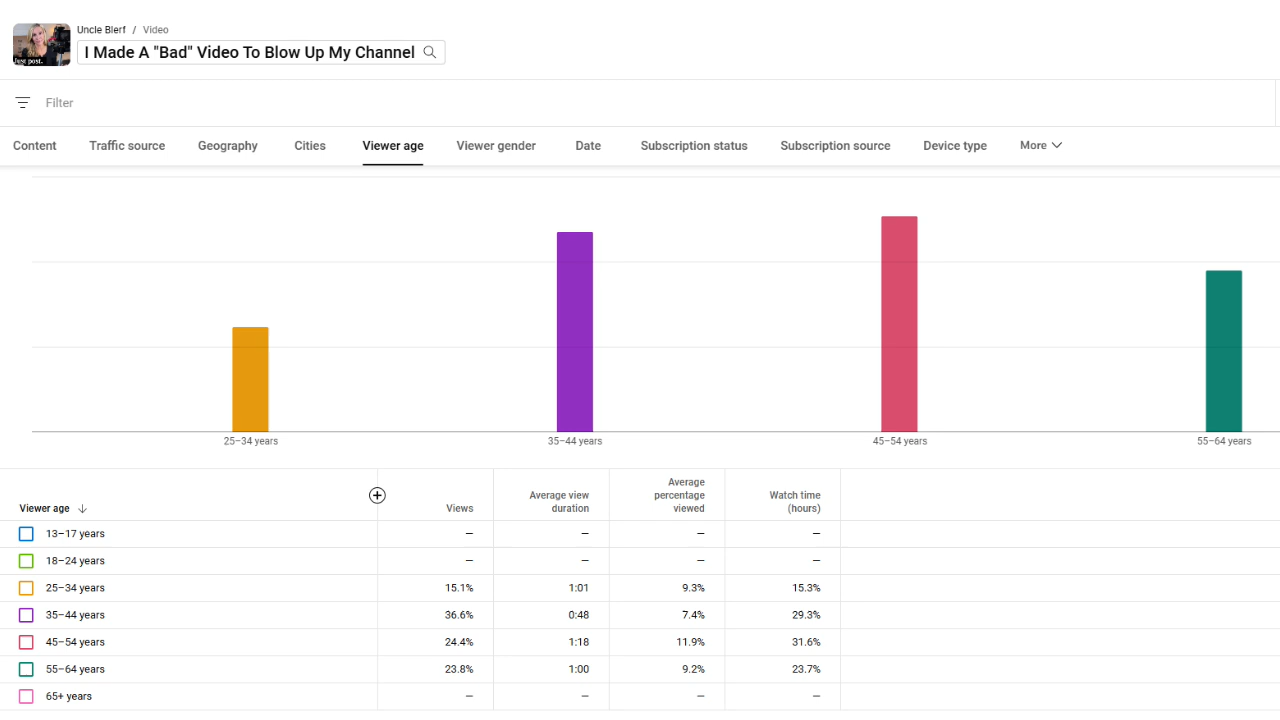 Uncle Blerf / Video
I Made A "Bad" Video To Blow Up My Channel
Just post.
Filter
Content Traffic source Geography Cities Viewer age Viewer gender Date Subscription status Subscription source Device type More
25–34 years 35–44 years 45–54 years 55–64 years
Viewer age Views Average view duration Average percentage viewed Watch time (hours)
13–17 years — — — —
18–24 years — — — —
25–34 years 15.1% 1:01 9.3% 15.3%
35–44 years 36.6% 0:48 7.4% 29.3%
45–54 years 24.4% 1:18 11.9% 31.6%
55–64 years 23.8% 1:00 9.2% 23.7%
65+ years — — — —